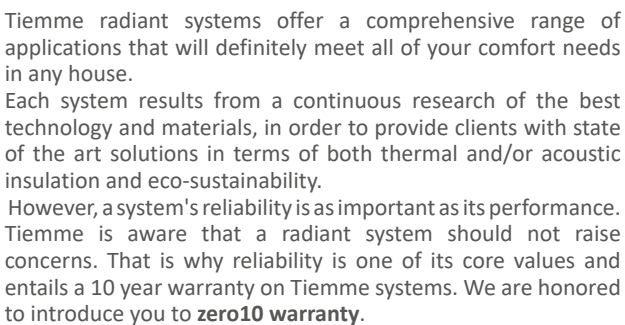 Tiemme radiant systems offer a comprehensive range of
applications that will definitely meet all of your comfort needs
in any house.
Each system results from a continuous research of the best
technology and materials, in order to provide clients with state
of the art solutions in terms of both thermal and/or acoustic
insulation and eco-sustainability.
However, a system's reliability is as important as its performance.
Tiemme is aware that a radiant system should not raise
concerns. That is why reliability is one of its core values and
entails a 10 year warranty on Tiemme systems. We are honored
to introduce you to zero10 warranty.